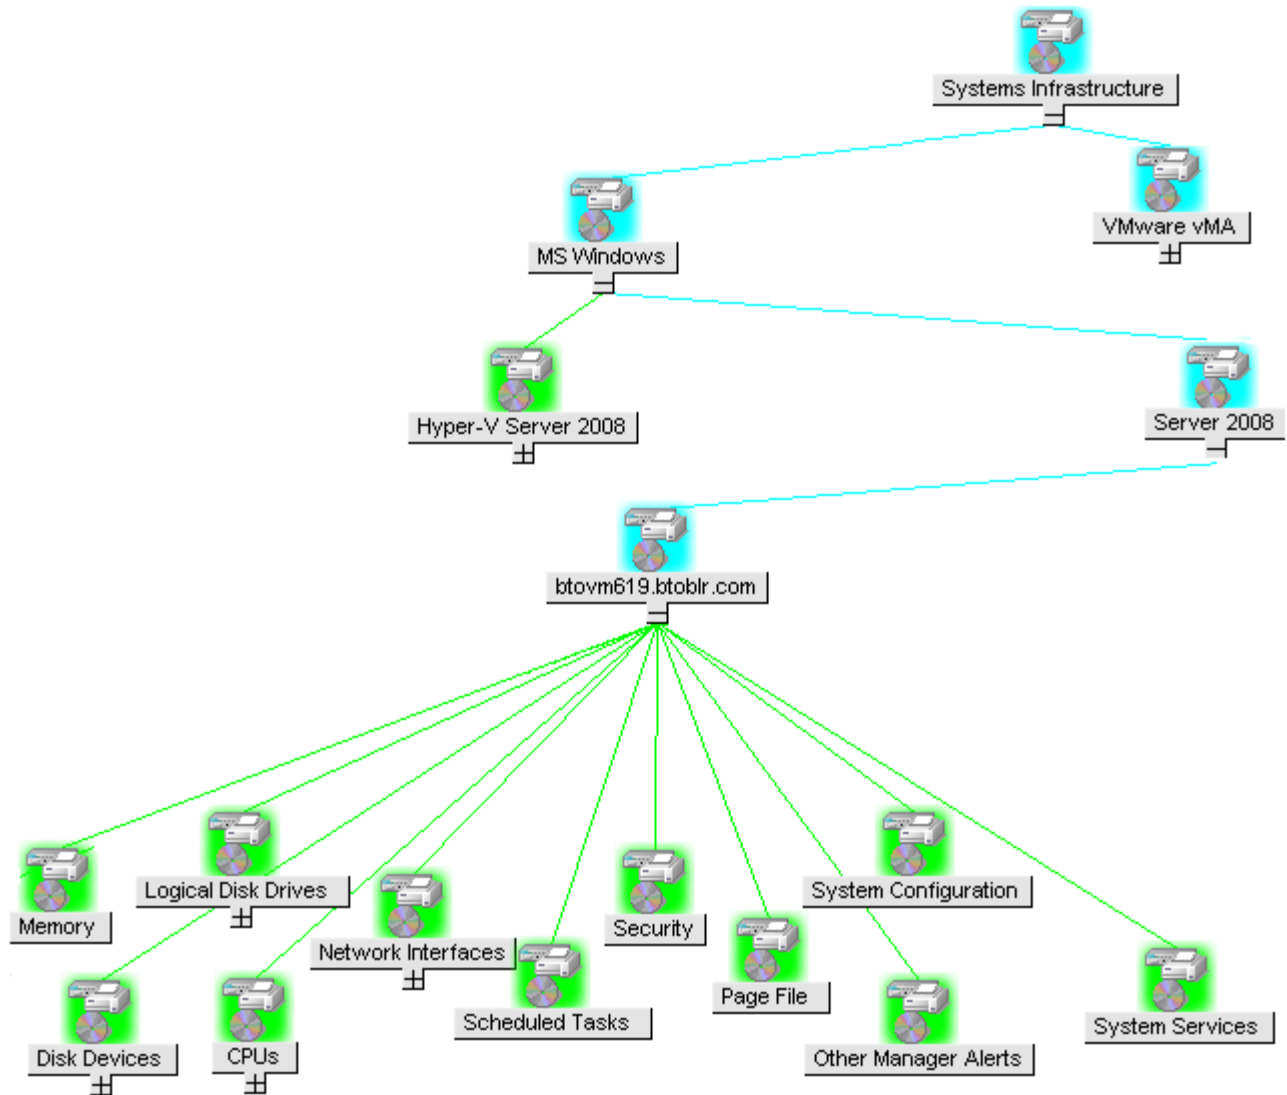 Systems Infrastructure
VMware vMA
MS Windows
Hyper-V Server 2008
Server 2008
btovm619.btoblr.com
Logical Disk Drives
System Configuration
Memory
Network Interfaces
Security
Page File
Scheduled Tasks
System Services
Disk Devices
CPUs
Other Manager Alerts